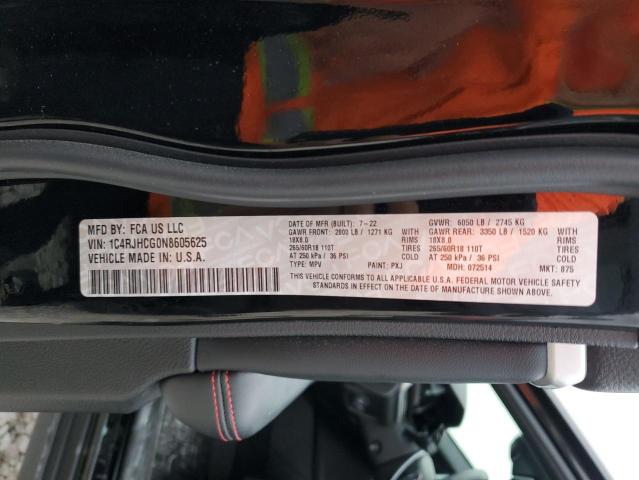 MFD BY: FCA US LLC
VIN: 1C4RJHCG0N8605625
VEHICLE MADE IN U.S.A.
DATE OF MFR (BUILT): 7-22 GVWR: 6050 LB / 2745 KG
GAWR FRONT: 2800 LB / 1271 KG WITH GAWR REAR: 3350 LB / 1520 KG WITH
18X8.0 RIMS 18X8.0 RIMS
265/60R18 110T TIRES 265/60R18 110T TIRES
AT 250 kPa / 36 PSI COLD AT 250 kPa / 36 PSI COLD
TYPE: MPV PAINT: PXJ MDH: 072514 MKT: 875
THIS VEHICLE CONFORMS TO ALL APPLICABLE U.S.A. FEDERAL MOTOR VEHICLE SAFETY
STANDARDS IN EFFECT ON THE DATE OF MANUFACTURE SHOWN ABOVE.